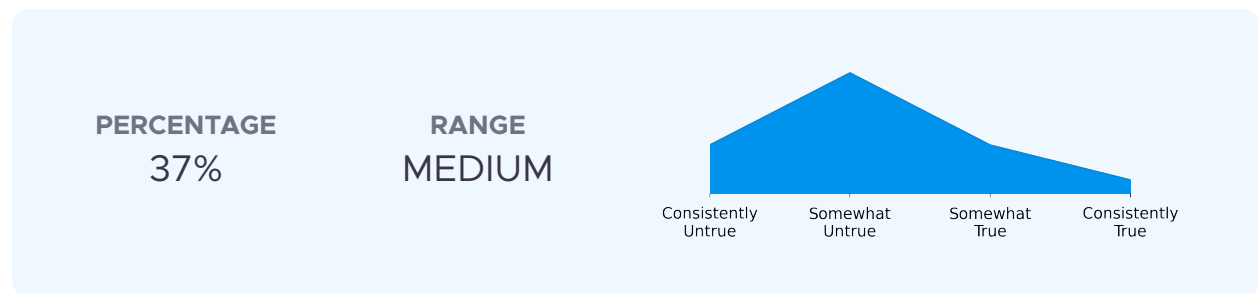 PERCENTAGE
37%
RANGE
MEDIUM
Consistently
Untrue
Somewhat
Untrue
Somewhat
True
Consistently
True